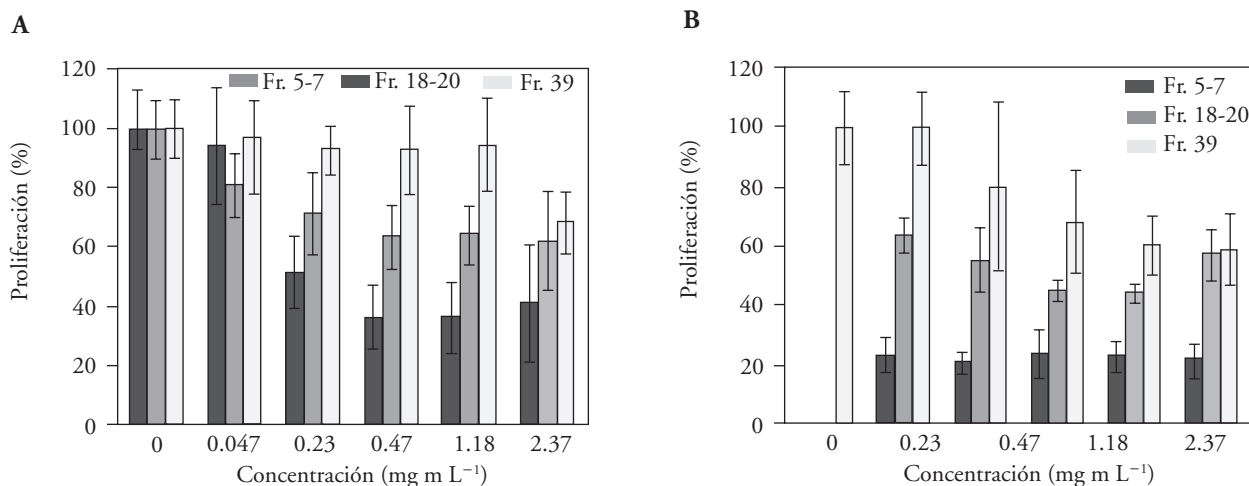 A
120
100
80
60
40
20
0
Proliferación (%)
Fr. 5-7 Fr. 18-20 Fr. 39
0 0.047 0.23 0.47 1.18 2.37
Concentración (mg m L⁻¹)
B
120
100
80
60
40
20
0
Proliferación (%)
Fr. 5-7
Fr. 18-20
Fr. 39
0 0.23 0.47 1.18 2.37
Concentración (mg m L⁻¹)